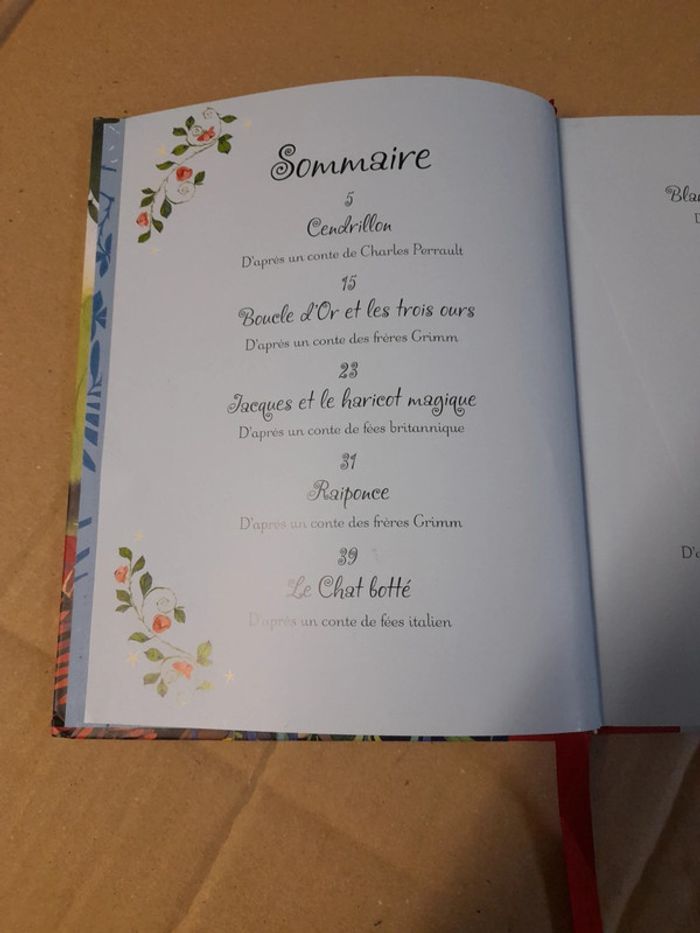 Sommaire
5
Cendrillon
D'après un conte de Charles Perrault
15
Boucle d'Or et les trois ours
D'après un conte des frères Grimm
23
Jacques et le haricot magique
D'après un conte de fées britannique
31
Raiponce
D'après un conte des frères Grimm
39
Le Chat botté
D'après un conte de fées italien